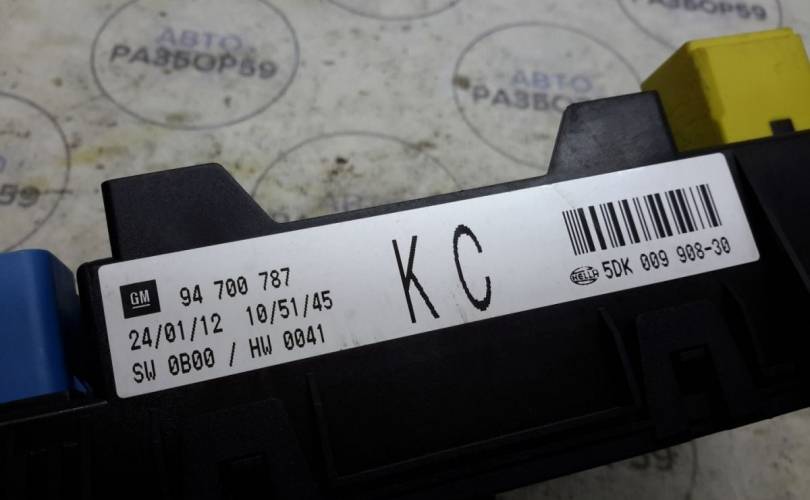 АВТО
РАЗБОР59
АВТО
РАЗБОР59
GM 94 700 787
24/01/12 10/51/45
SW 0B00 / HW 0041
KC
HELLA 5DK 009 908-30